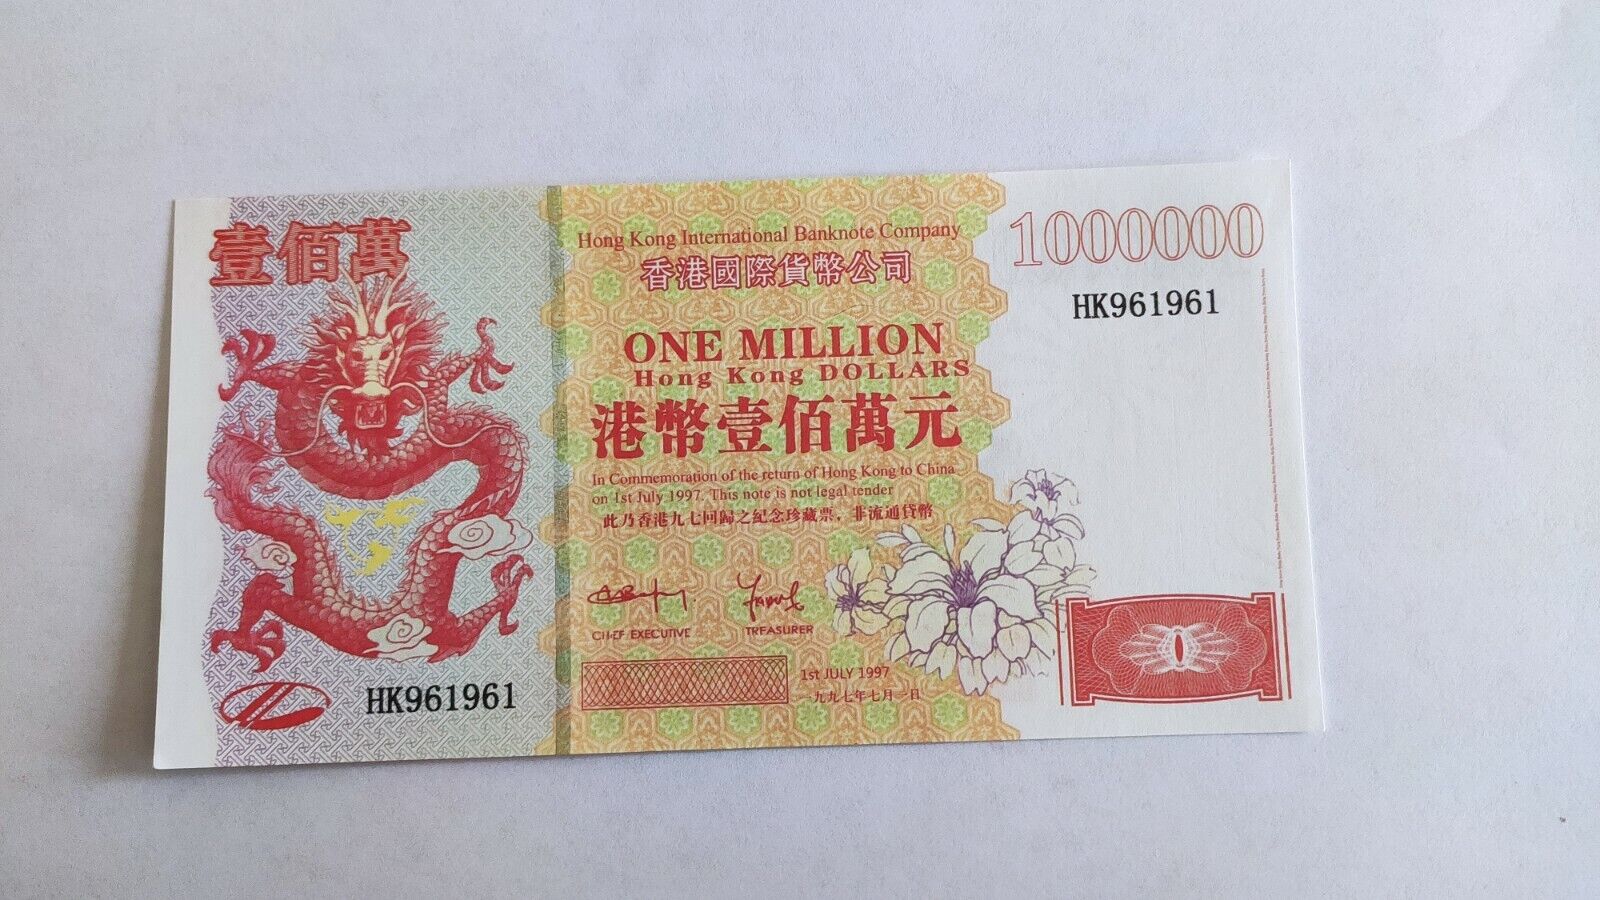 壹佰萬
Hong Kong International Banknote Company
香港國際貨幣公司
1000000
HK961961
ONE MILLION
Hong Kong DOLLARS
港幣壹佰萬元
In Commemoration of the return of Hong Kong to China
on 1st July 1997. This note is not legal tender
此乃香港九七回歸之紀念珍藏票，非流通貨幣
CHIEF EXECUTIVE
TREASURER
1st JULY 1997
一九九七年七月一日
HK961961